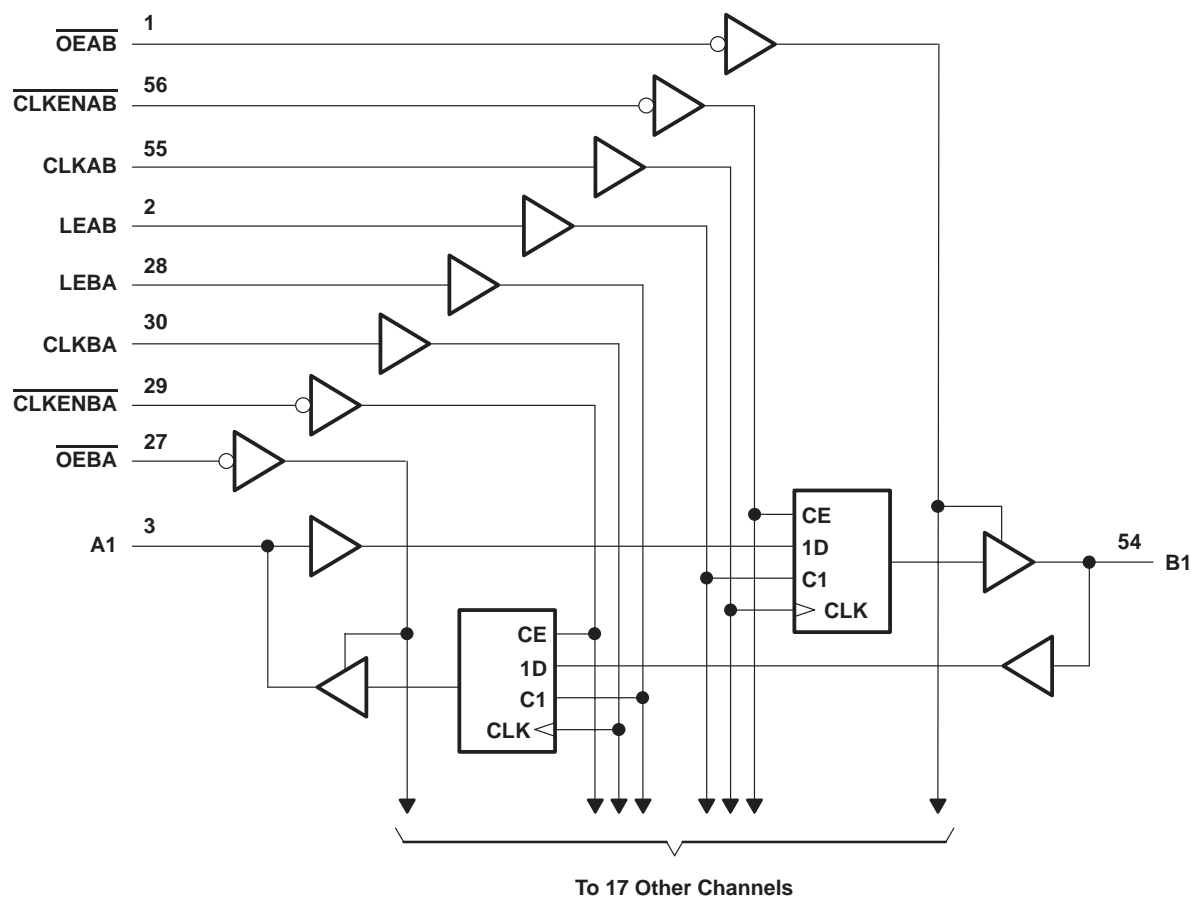 1
OEAB
56
CLKENAB
55
CLKAB
2
LEAB
28
LEBA
30
CLKBA
29
CLKENBA
27
OEBA
3
A1
CE
1D
C1
CLK
54
B1
CE
1D
C1
CLK
To 17 Other Channels